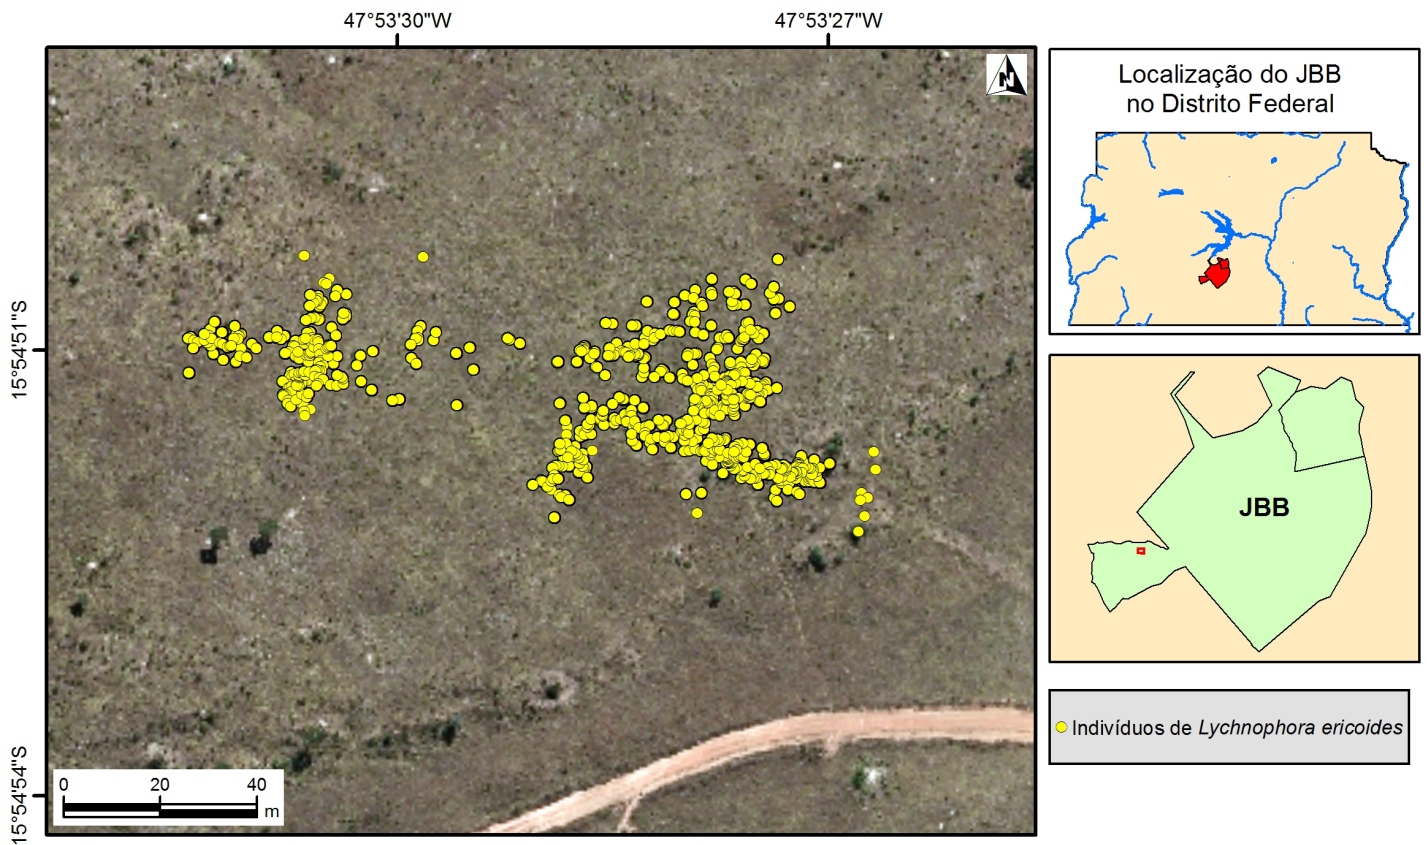 47°53'30"W
47°53'27"W
15°54'51"S
15°54'54"S
N
0 20 40
m
Localização do JBB
no Distrito Federal
JBB
Indivíduos de Lychnophora ericoides